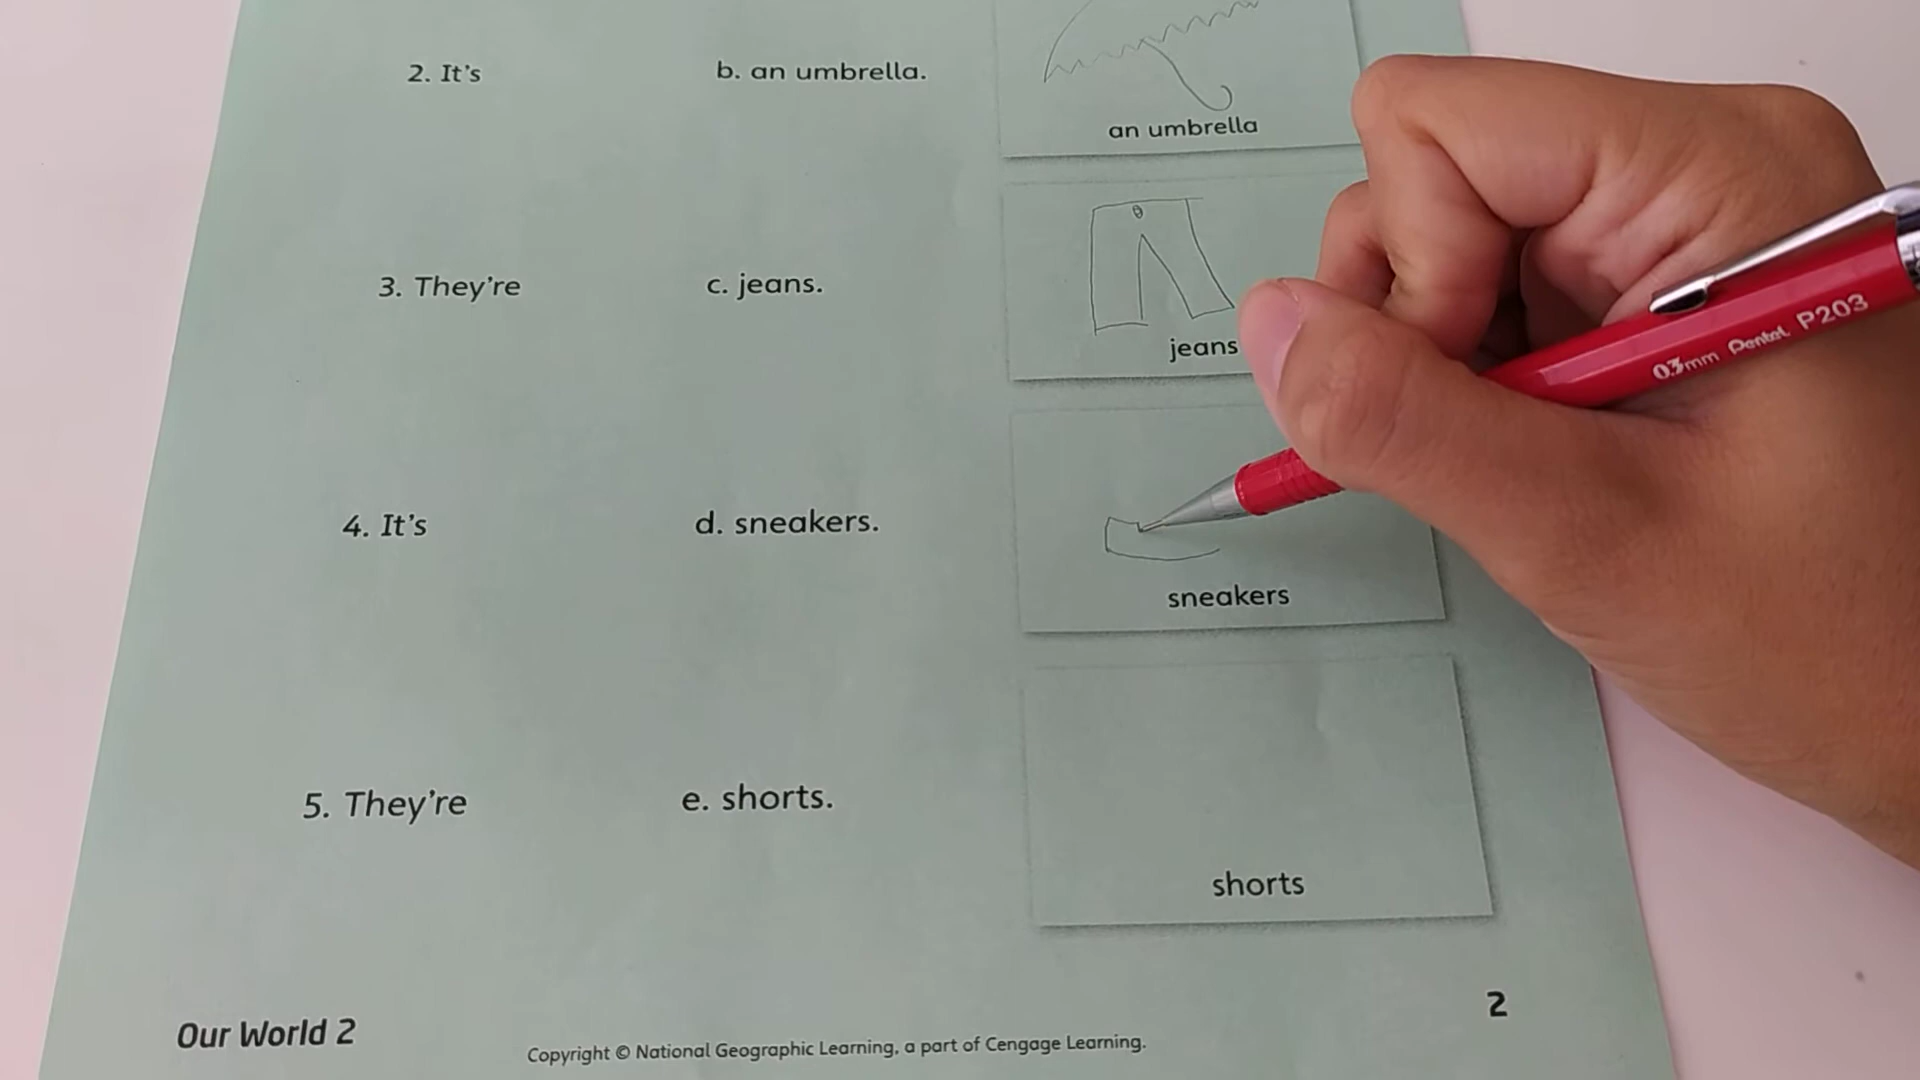 2. It's
b. an umbrella.
an umbrella
3. They're
c. jeans.
jeans
4. It's
d. sneakers.
sneakers
5. They're
e. shorts.
shorts
Our World 2
Copyright © National Geographic Learning, a part of Cengage Learning.
2
0.3mm Pentel P203